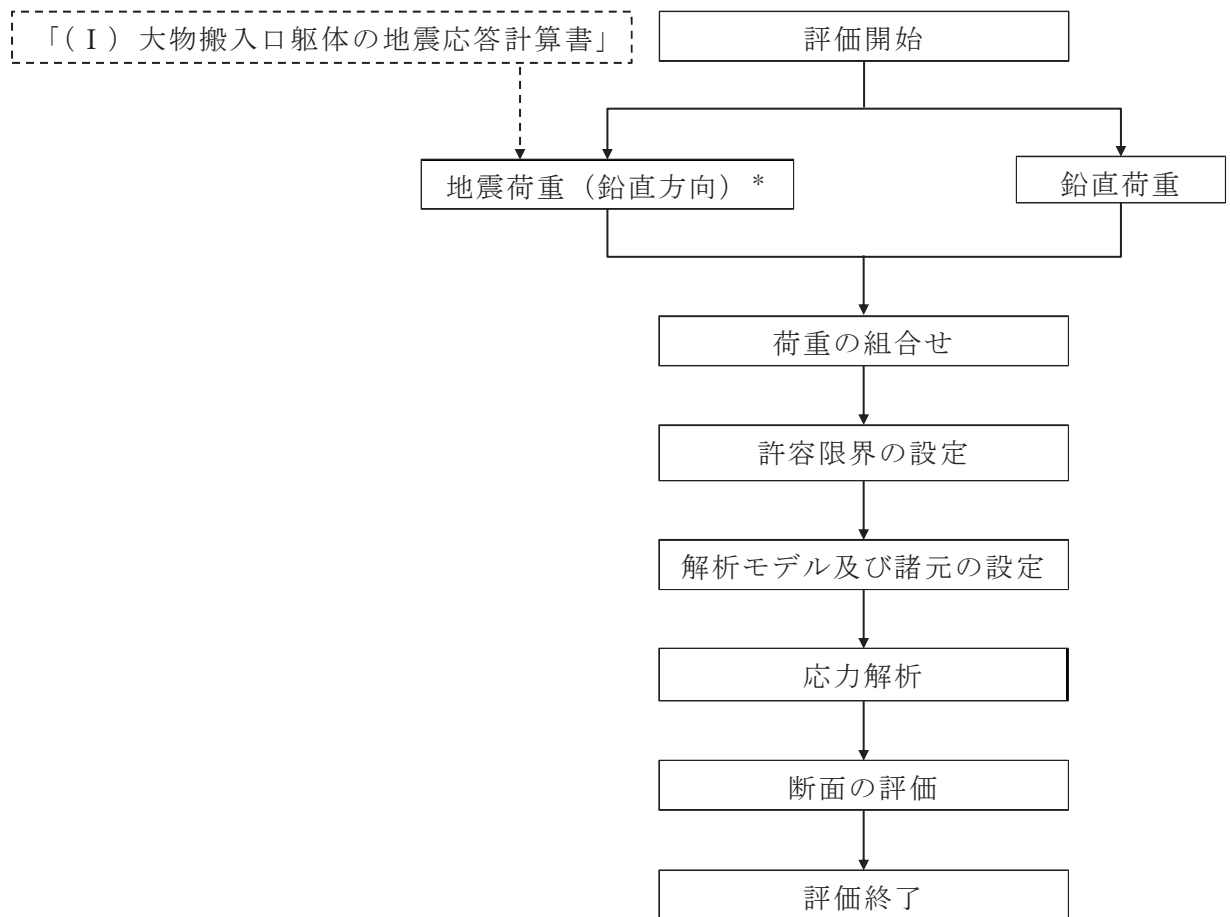 「(Ⅰ) 大物搬入口躯体の地震応答計算書」
評価開始
地震荷重（鉛直方向）*
鉛直荷重
荷重の組合せ
許容限界の設定
解析モデル及び諸元の設定
応力解析
断面の評価
評価終了